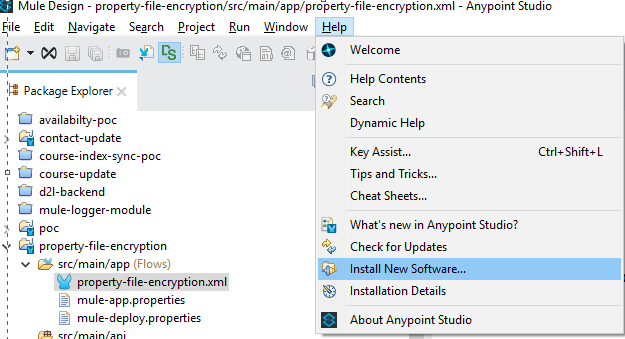 Mule Design - property-file-encryption/src/main/app/property-file-encryption.xml - Anypoint Studio
File Edit Navigate Search Project Run Window Help
DS
Package Explorer
availabilty-poc
contact-update
course-index-sync-poc
course-update
d2l-backend
mule-logger-module
poc
property-file-encryption
src/main/app (Flows)
property-file-encryption.xml
mule-app.properties
mule-deploy.properties
src/main/api
Welcome
Help Contents
Search
Dynamic Help
Key Assist... Ctrl+Shift+L
Tips and Tricks...
Cheat Sheets...
What's new in Anypoint Studio?
Check for Updates
Install New Software...
Installation Details
About Anypoint Studio